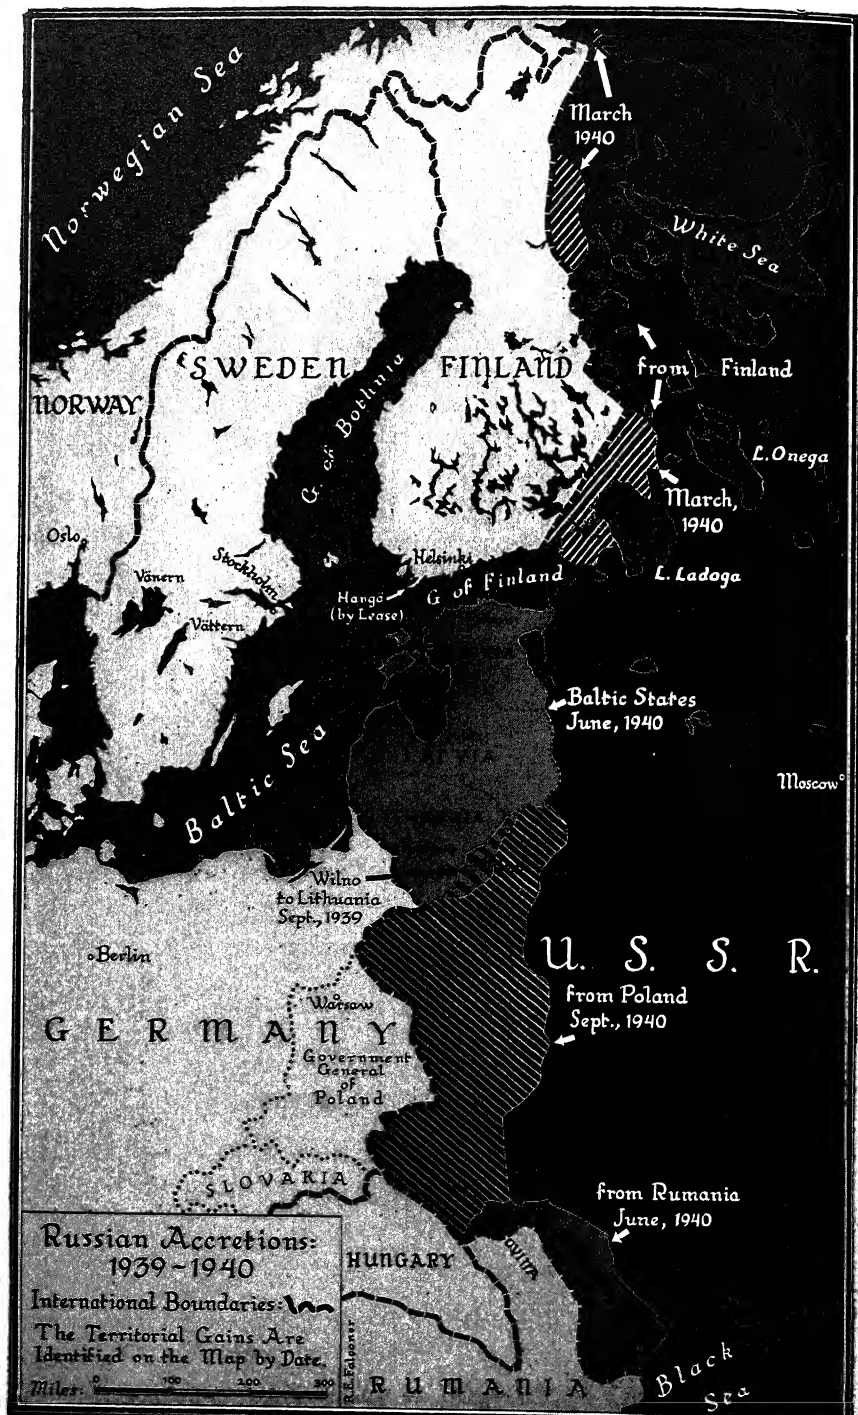 Norwegian Sea
March
1940
White Sea
SWEDEN
FINLAND
from Finland
NORWAY
G. of Bothnia
L. Onega
March,
1940
Oslo
Stockholm
Helsinki
Vänern
Hangö
(by Lease)
G of Finland
L. Ladoga
Vättern
Baltic States
June, 1940
Baltic Sea
Moscow
Wilno
to Lithuania
Sept., 1939
Berlin
U. S. S. R.
from Poland
Sept., 1940
Warsaw
GERMANY
Government
General
of
Poland
SLOVARIA
from Rumania
June, 1940
Russian Accretions:
1939-1940
HUNGARY
International Boundaries:
The Territorial Gains Are
Identified on the Map by Date.
Miles: 0 100 200 300
R.E. Falconer
RUMANIA
Black
Sea